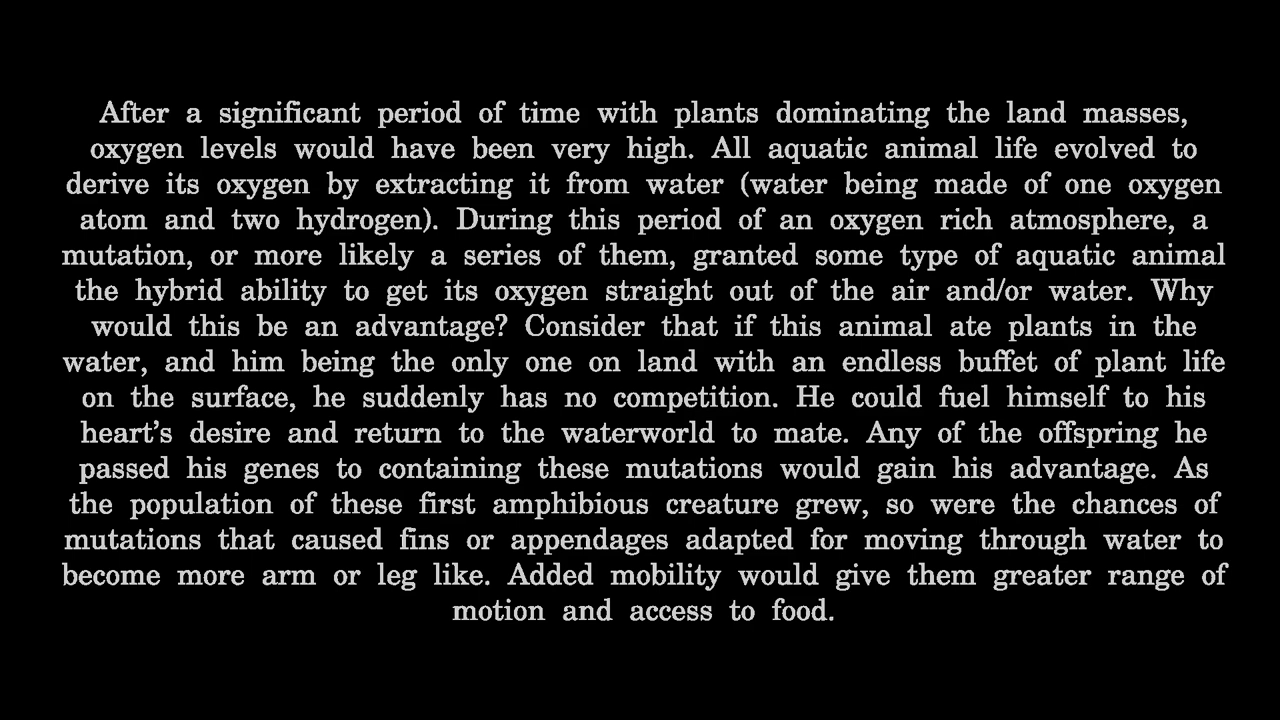 After a significant period of time with plants dominating the land masses,
oxygen levels would have been very high. All aquatic animal life evolved to
derive its oxygen by extracting it from water (water being made of one oxygen
atom and two hydrogen). During this period of an oxygen rich atmosphere, a
mutation, or more likely a series of them, granted some type of aquatic animal
the hybrid ability to get its oxygen straight out of the air and/or water. Why
would this be an advantage? Consider that if this animal ate plants in the
water, and him being the only one on land with an endless buffet of plant life
on the surface, he suddenly has no competition. He could fuel himself to his
heart's desire and return to the waterworld to mate. Any of the offspring he
passed his genes to containing these mutations would gain his advantage. As
the population of these first amphibious creature grew, so were the chances of
mutations that caused fins or appendages adapted for moving through water to
become more arm or leg like. Added mobility would give them greater range of
motion and access to food.